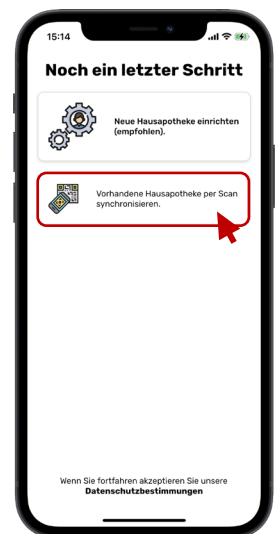 15:14
Noch ein letzter Schritt
Neue Hausapotheke einrichten
(empfohlen).
Vorhandene Hausapotheke per Scan
synchronisieren.
Wenn Sie fortfahren akzeptieren Sie unsere
Datenschutzbestimmungen